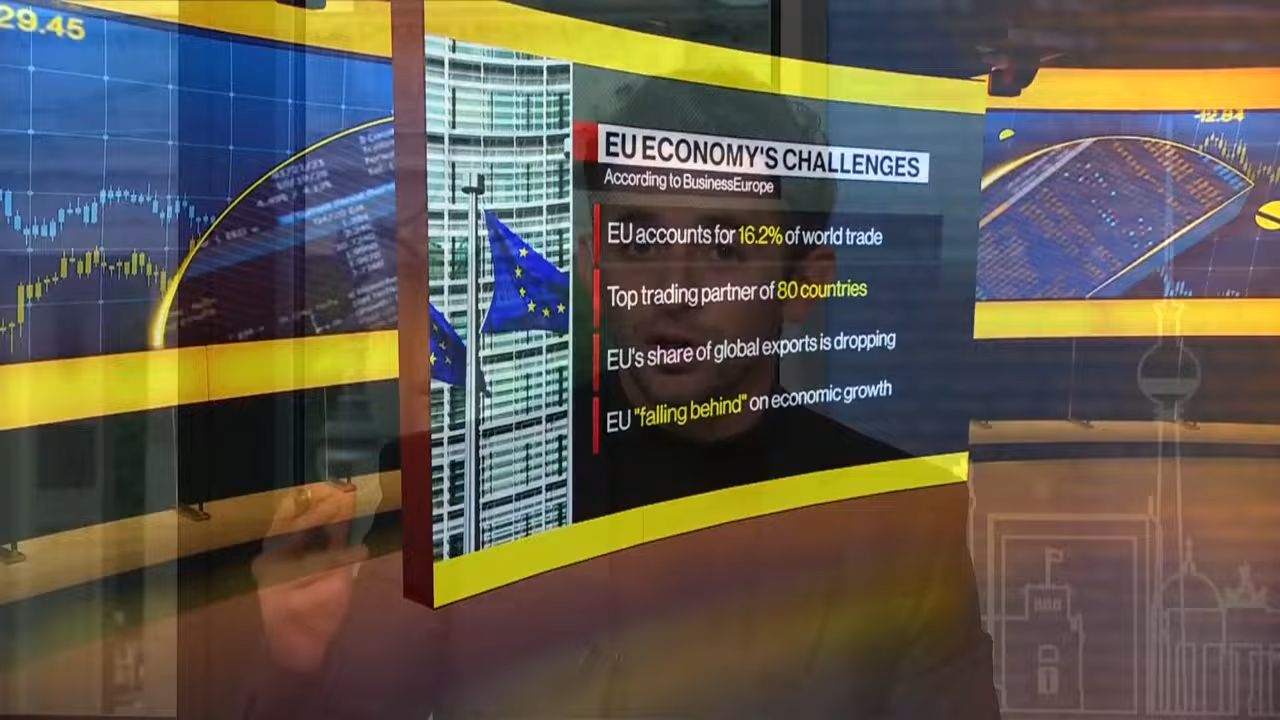 29.45
-12.84
EU ECONOMY'S CHALLENGES
According to BusinessEurope
EU accounts for 16.2% of world trade
Top trading partner of 80 countries
EU's share of global exports is dropping
EU "falling behind" on economic growth